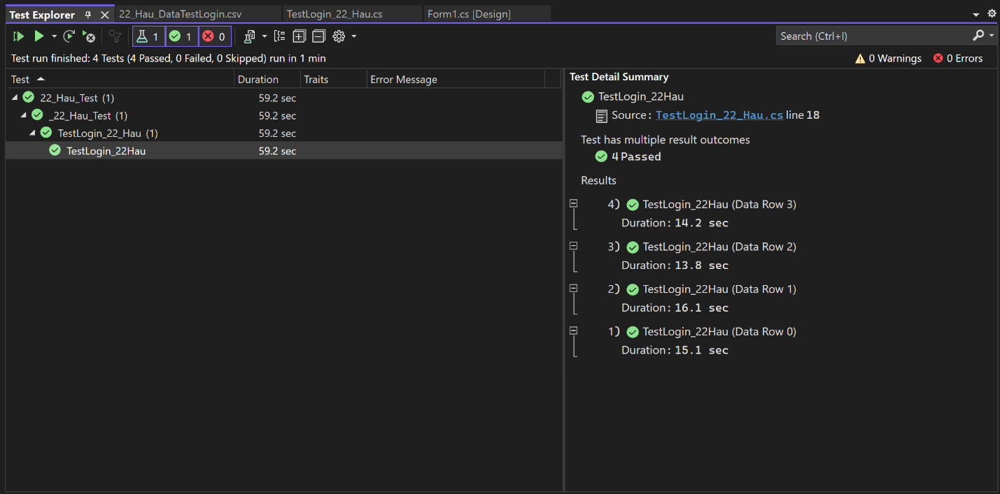 Test Explorer 22_Hau_DataTestLogin.csv TestLogin_22_Hau.cs Form1.cs [Design]
1 1 0 Search (Ctrl+I)
Test run finished: 4 Tests (4 Passed, 0 Failed, 0 Skipped) run in 1 min 0 Warnings 0 Errors
Test Duration Traits Error Message
22_Hau_Test (1) 59.2 sec
_22_Hau_Test (1) 59.2 sec
TestLogin_22_Hau (1) 59.2 sec
TestLogin_22Hau 59.2 sec
Test Detail Summary
TestLogin_22Hau
Source: TestLogin_22_Hau.cs line 18
Test has multiple result outcomes
4 Passed
Results
4) TestLogin_22Hau (Data Row 3)
Duration: 14.2 sec
3) TestLogin_22Hau (Data Row 2)
Duration: 13.8 sec
2) TestLogin_22Hau (Data Row 1)
Duration: 16.1 sec
1) TestLogin_22Hau (Data Row 0)
Duration: 15.1 sec